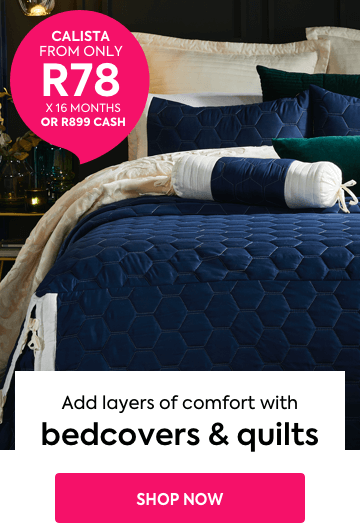 CALISTA
FROM ONLY
R78
X 16 MONTHS
OR R899 CASH
Add layers of comfort with
bedcovers & quilts
SHOP NOW